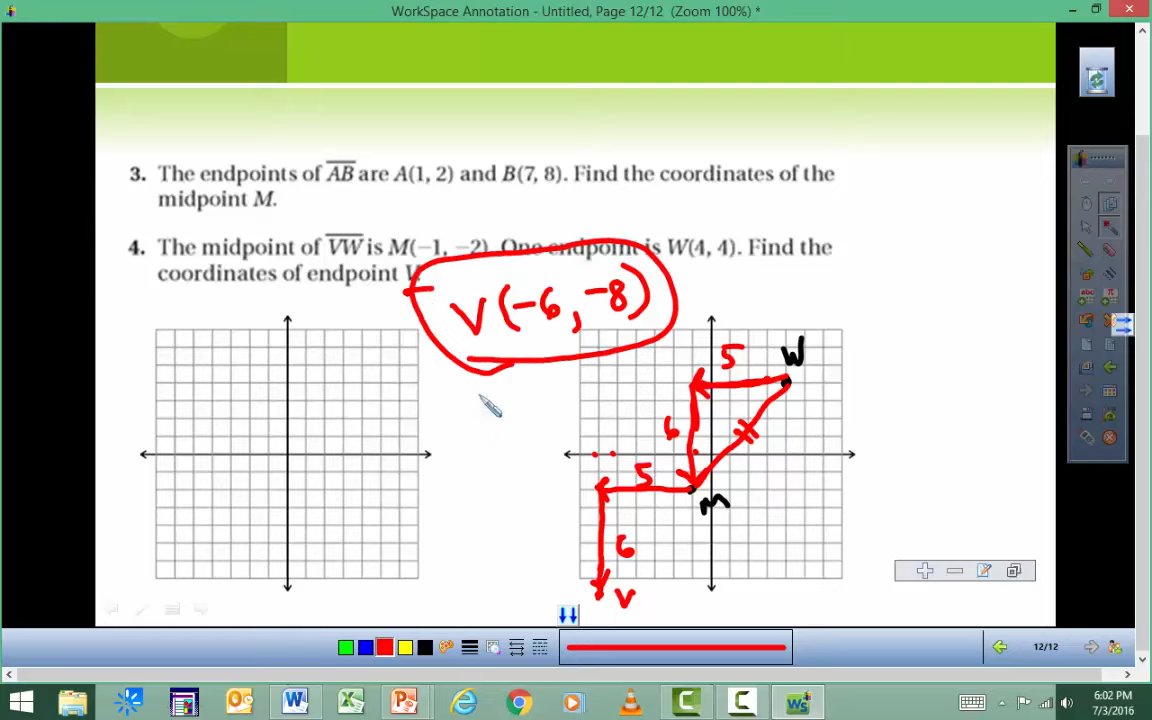 WorkSpace Annotation - Untitled, Page 12/12 (Zoom 100%) *
3. The endpoints of AB are A(1, 2) and B(7, 8). Find the coordinates of the
midpoint M.
4. The midpoint of VW is M(−1, −2). One endpoint is W(4, 4). Find the
coordinates of endpoint V
V(-6, -8)
W
5
6
5
M
6
V
12/12
6:02 PM
7/3/2016